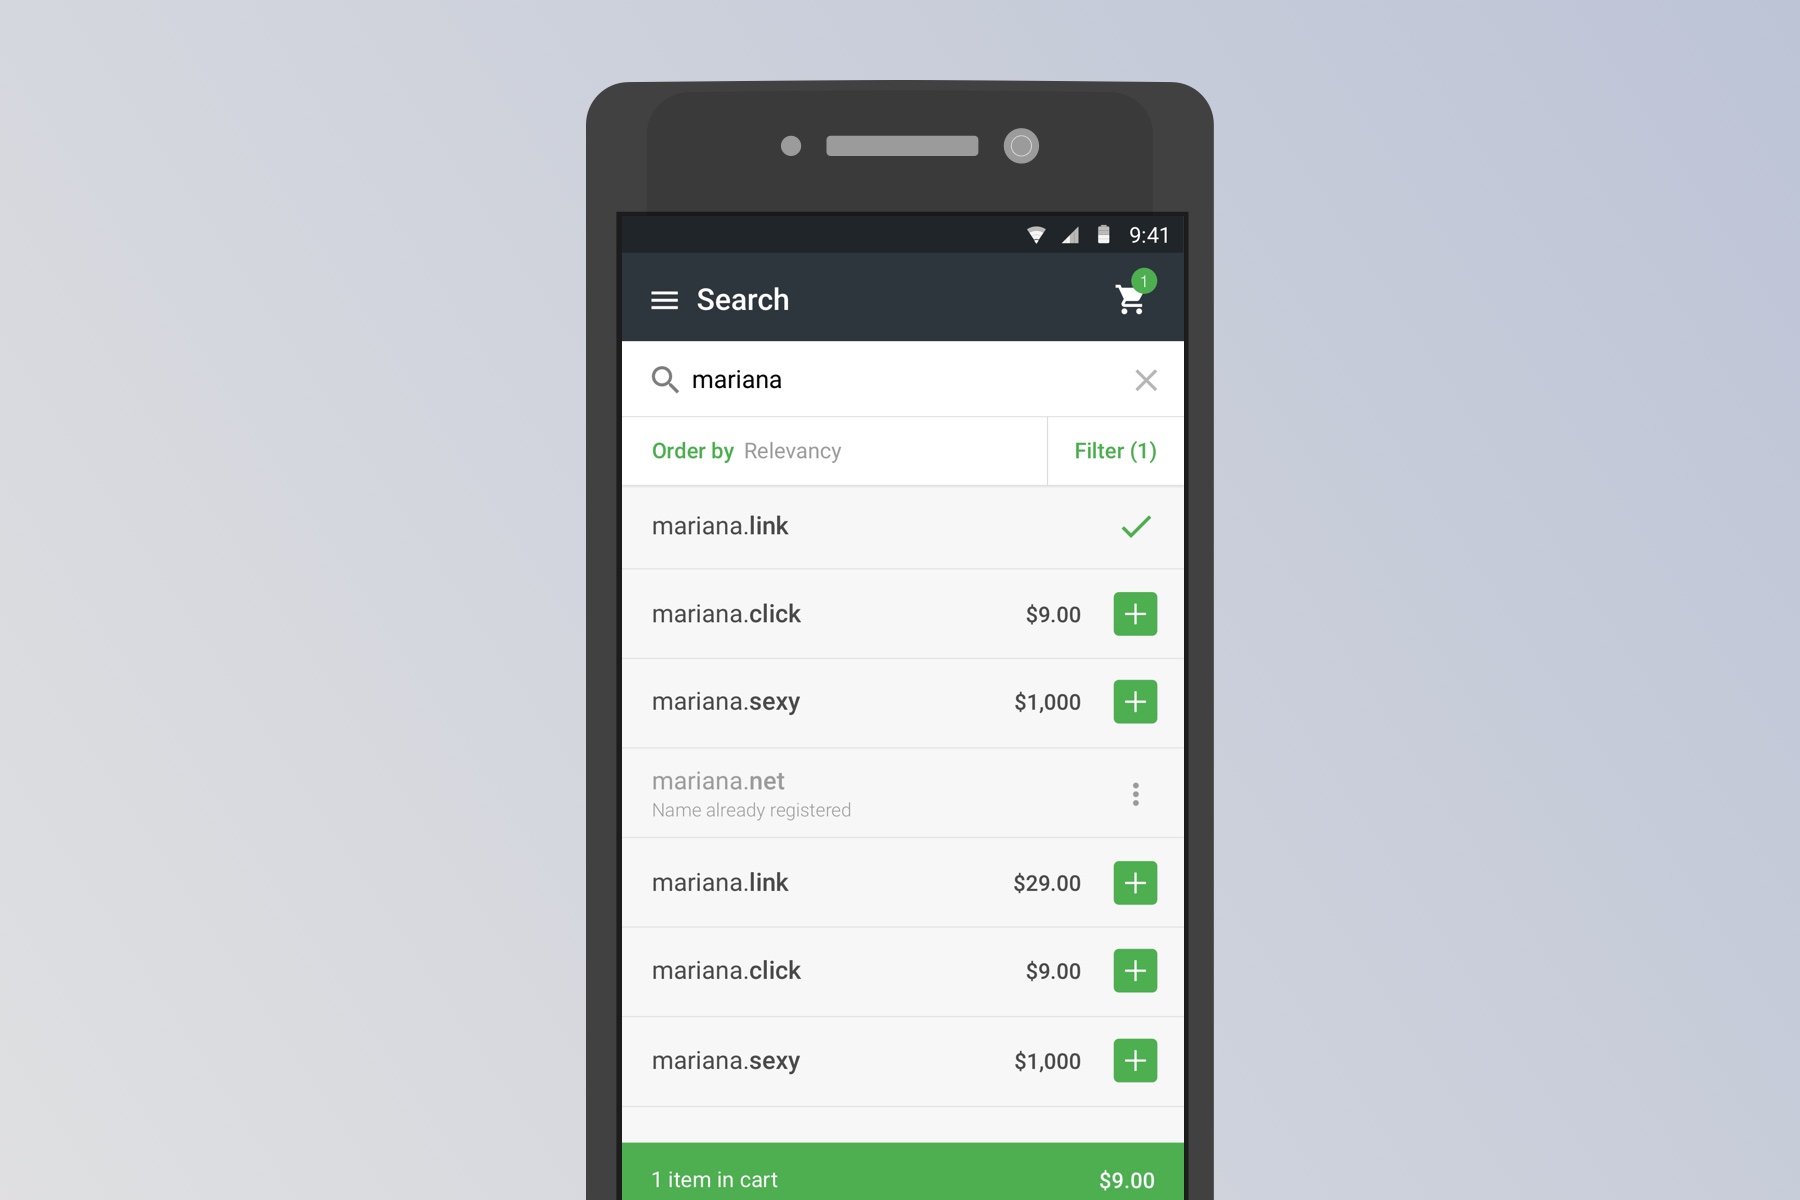 9:41
Search
1
mariana
Order by Relevancy
Filter (1)
mariana.link
mariana.click $9.00
mariana.sexy $1,000
mariana.net
Name already registered
mariana.link $29.00
mariana.click $9.00
mariana.sexy $1,000
1 item in cart $9.00